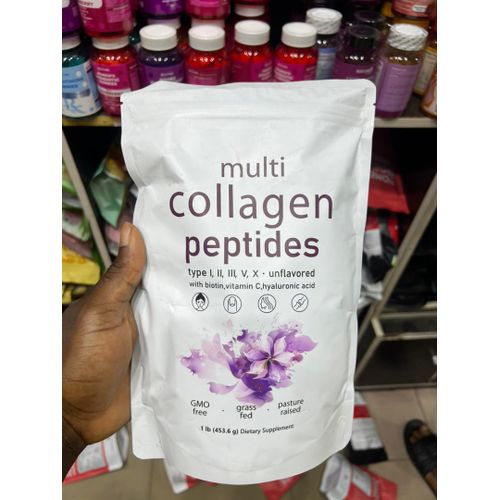 multi
collagen
peptides
type I, II, III, V, X · unflavored
with biotin,vitamin C,hyaluronic acid
GMO free · grass fed · pasture raised
1 lb (453.6 g) Dietary Supplement